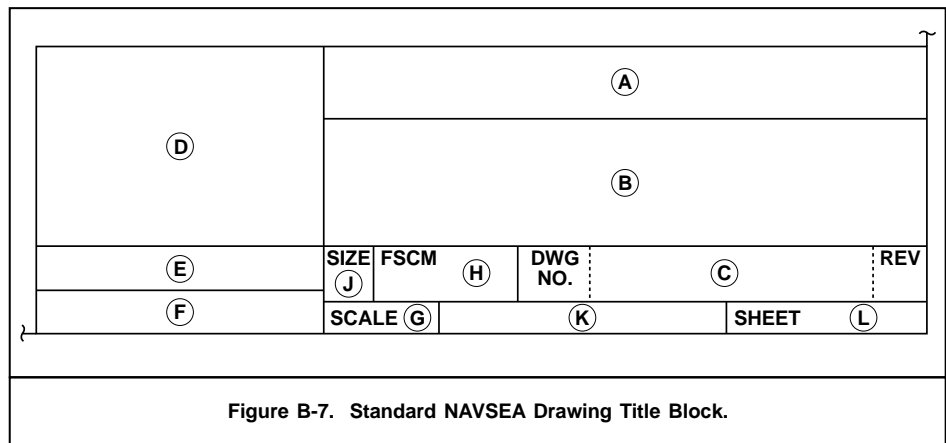 A
D
B
E
SIZE FSCM H DWG NO. C REV
J
F
SCALE G K SHEET L
Figure B-7. Standard NAVSEA Drawing Title Block.